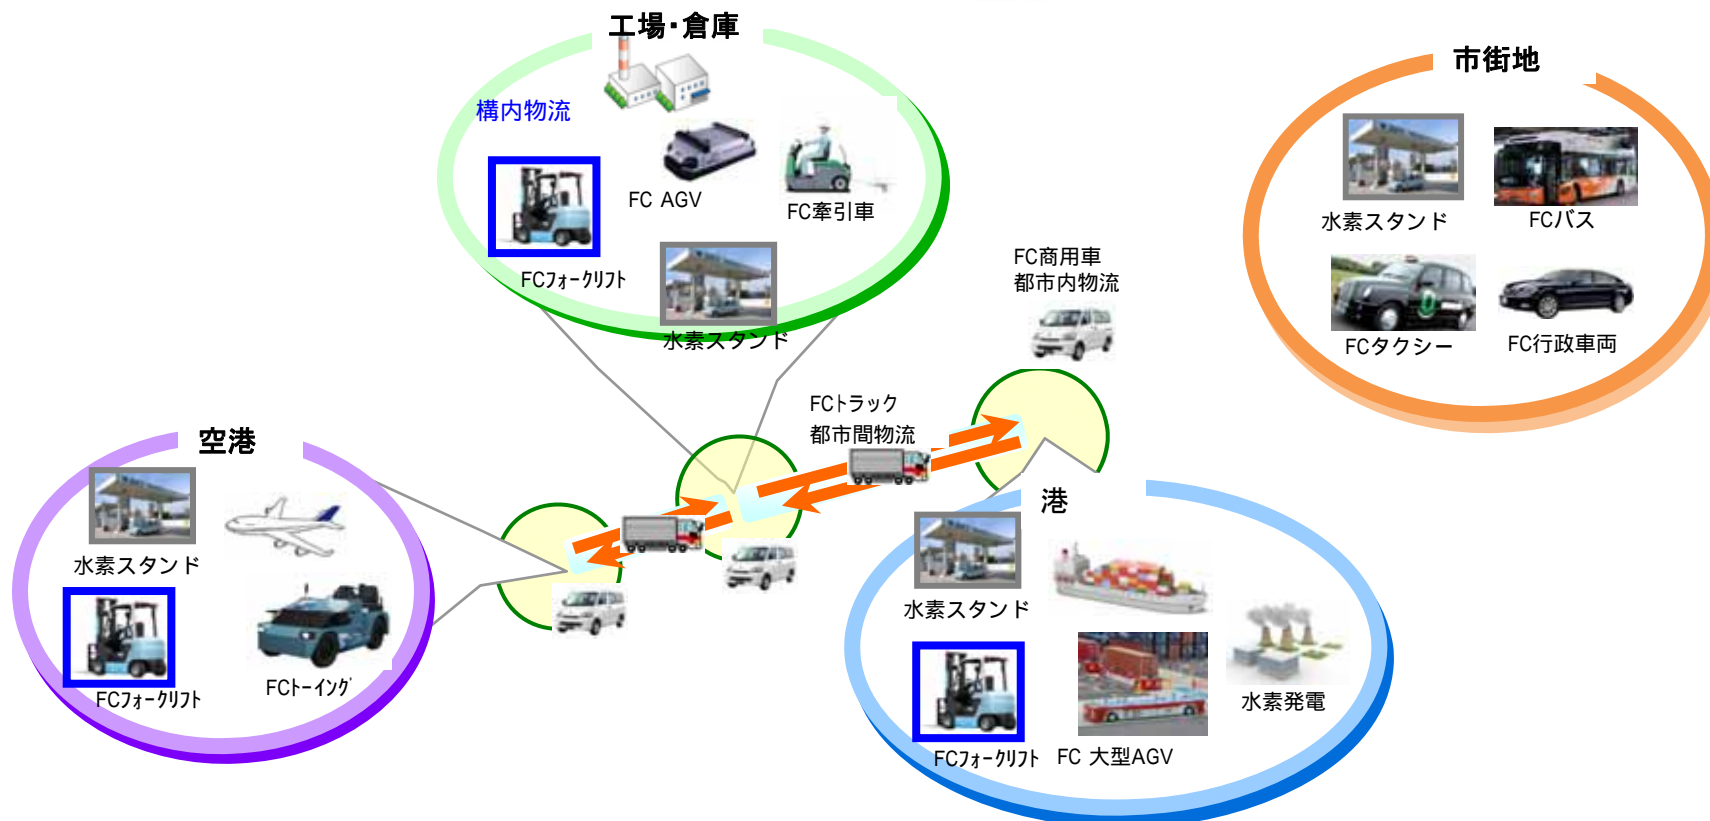 工場・倉庫
構内物流
FC AGV
FC牽引車
FCフォークリフト
水素スタンド
市街地
水素スタンド
FCバス
FCタクシー
FC行政車両
FC商用車
都市内物流
FCトラック
都市間物流
空港
水素スタンド
FCフォークリフト
FCトーイング
港
水素スタンド
FCフォークリフト
FC 大型AGV
水素発電